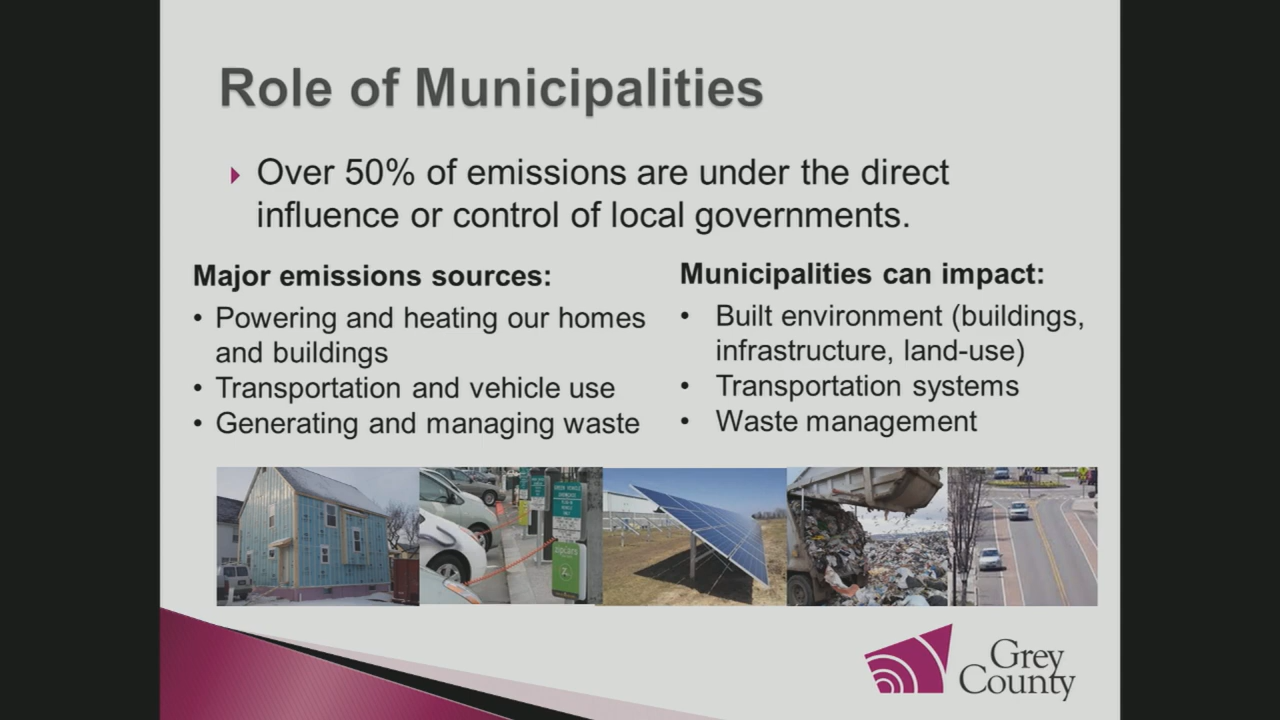 Role of Municipalities
Over 50% of emissions are under the direct
influence or control of local governments.
Major emissions sources:
• Powering and heating our homes
and buildings
• Transportation and vehicle use
• Generating and managing waste
Municipalities can impact:
• Built environment (buildings,
infrastructure, land-use)
• Transportation systems
• Waste management
zipcars
Grey
County